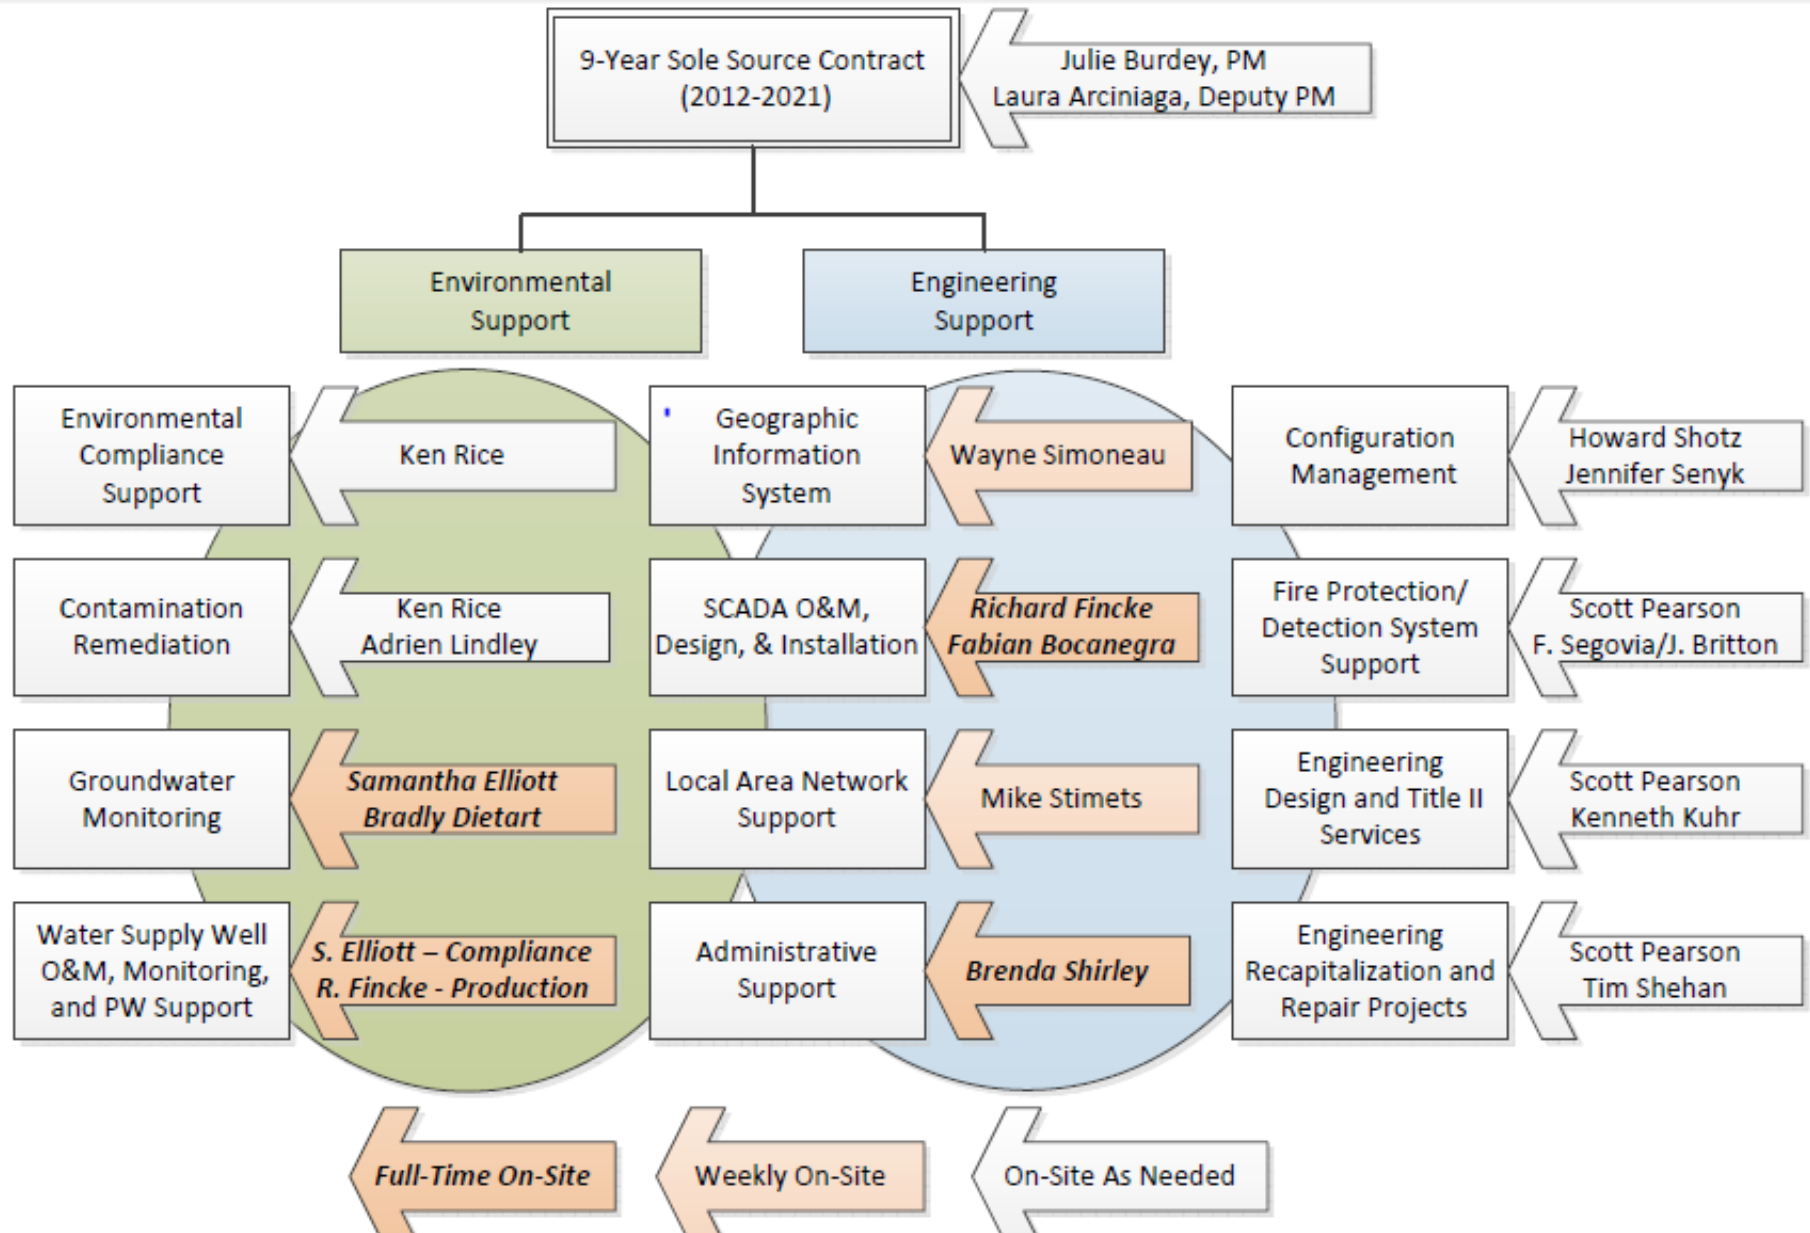 9-Year Sole Source Contract
(2012-2021)
Julie Burdey, PM
Laura Arciniaga, Deputy PM
Environmental
Support
Engineering
Support
Environmental
Compliance
Support
Ken Rice
Geographic
Information
System
Wayne Simoneau
Configuration
Management
Howard Shotz
Jennifer Senyk
Contamination
Remediation
Ken Rice
Adrien Lindley
SCADA O&M,
Design, & Installation
Richard Fincke
Fabian Bocanegra
Fire Protection/
Detection System
Support
Scott Pearson
F. Segovia/J. Britton
Groundwater
Monitoring
Samantha Elliott
Bradly Dietart
Local Area Network
Support
Mike Stimets
Engineering
Design and Title II
Services
Scott Pearson
Kenneth Kuhr
Water Supply Well
O&M, Monitoring,
and PW Support
S. Elliott – Compliance
R. Fincke - Production
Administrative
Support
Brenda Shirley
Engineering
Recapitalization and
Repair Projects
Scott Pearson
Tim Shehan
Full-Time On-Site
Weekly On-Site
On-Site As Needed